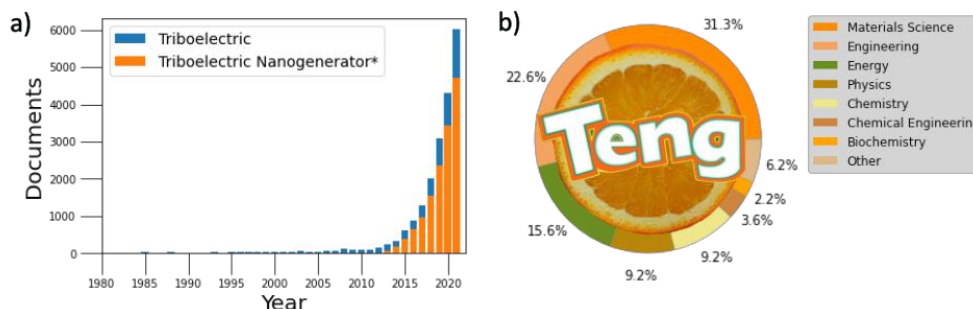 a)
Triboelectric
Triboelectric Nanogenerator*
Documents
6000
5000
4000
3000
2000
1000
0
1980 1985 1990 1995 2000 2005 2010 2015 2020
Year
b)
31.3%
22.6%
15.6%
9.2%
9.2%
3.6%
2.2%
6.2%
Teng
Materials Science
Engineering
Energy
Physics
Chemistry
Chemical Engineerin
Biochemistry
Other